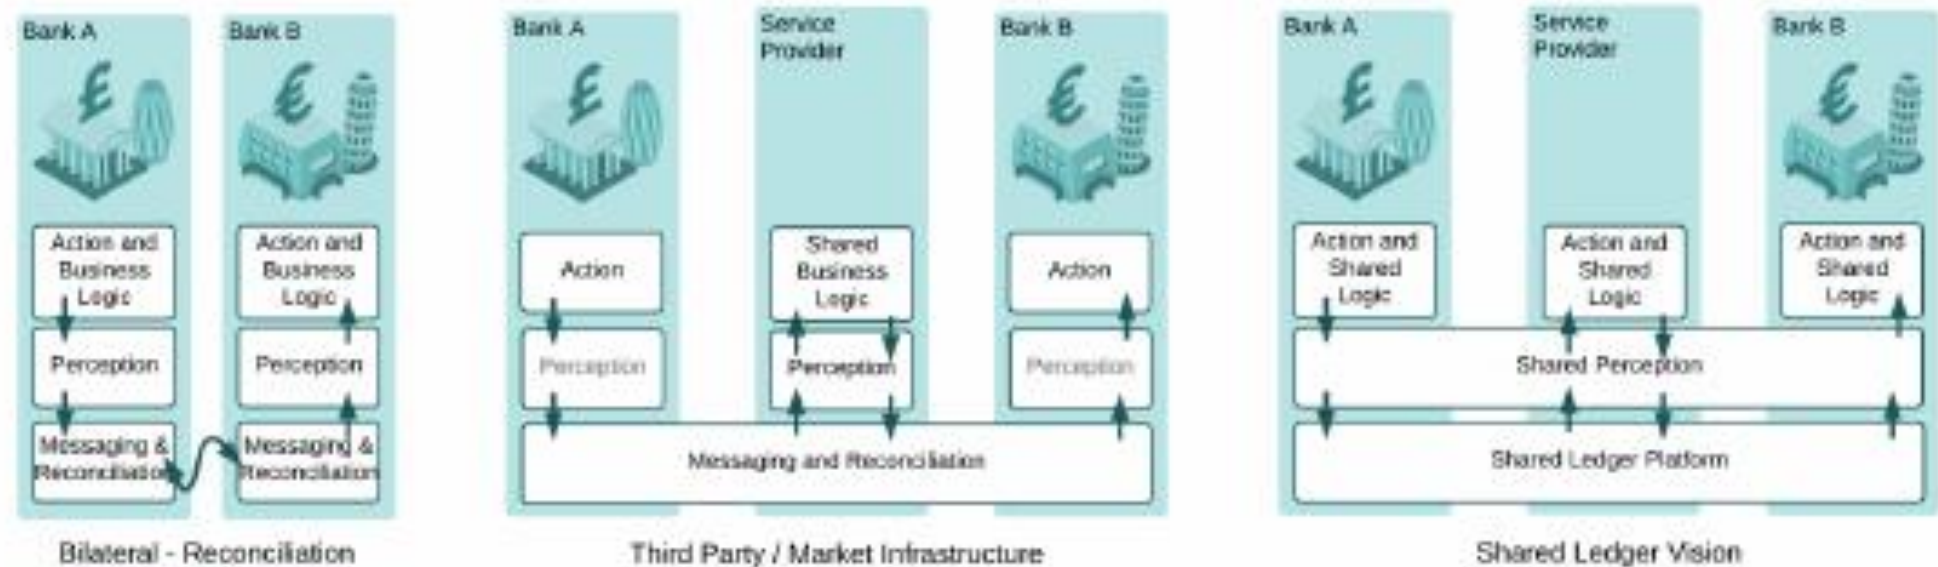 Bank A
Bank B
£
€
Action and
Business
Logic
Action and
Business
Logic
Perception
Perception
Messaging &
Reconciliation
Messaging &
Reconciliation
Bilateral - Reconciliation
Bank A
Service
Provider
Bank B
£
€
Action
Shared
Business
Logic
Action
Perception
Perception
Perception
Messaging and Reconciliation
Third Party / Market Infrastructure
Bank A
Service
Provider
Bank B
£
€
Action and
Shared
Logic
Action and
Shared
Logic
Action and
Shared
Logic
Shared Perception
Shared Ledger Platform
Shared Ledger Vision